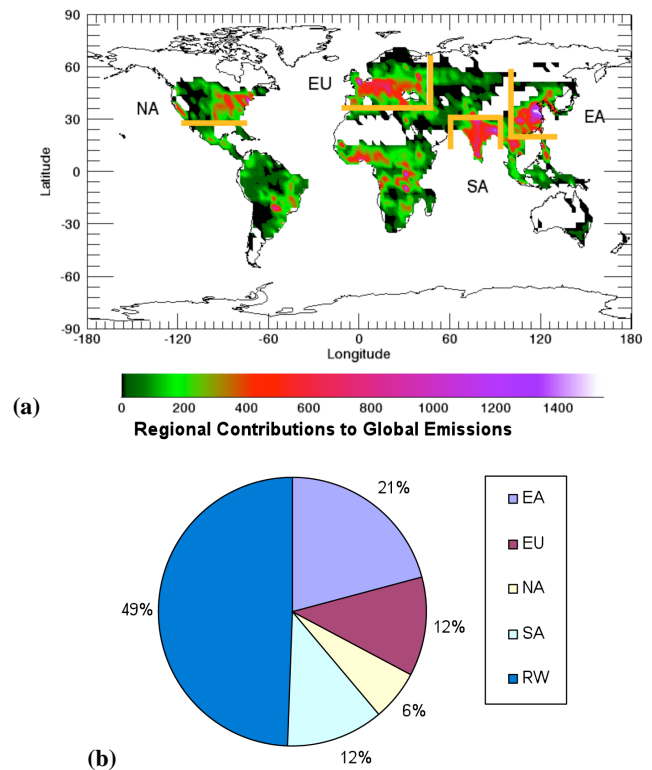 90
60
30
0
-30
-60
-90
Latitude
NA
EU
EA
SA
-180 -120 -60 0 60 120 180
Longitude
(a)
0 200 400 600 800 1000 1200 1400
Regional Contributions to Global Emissions
21%
12%
6%
12%
49%
EA
EU
NA
SA
RW
(b)